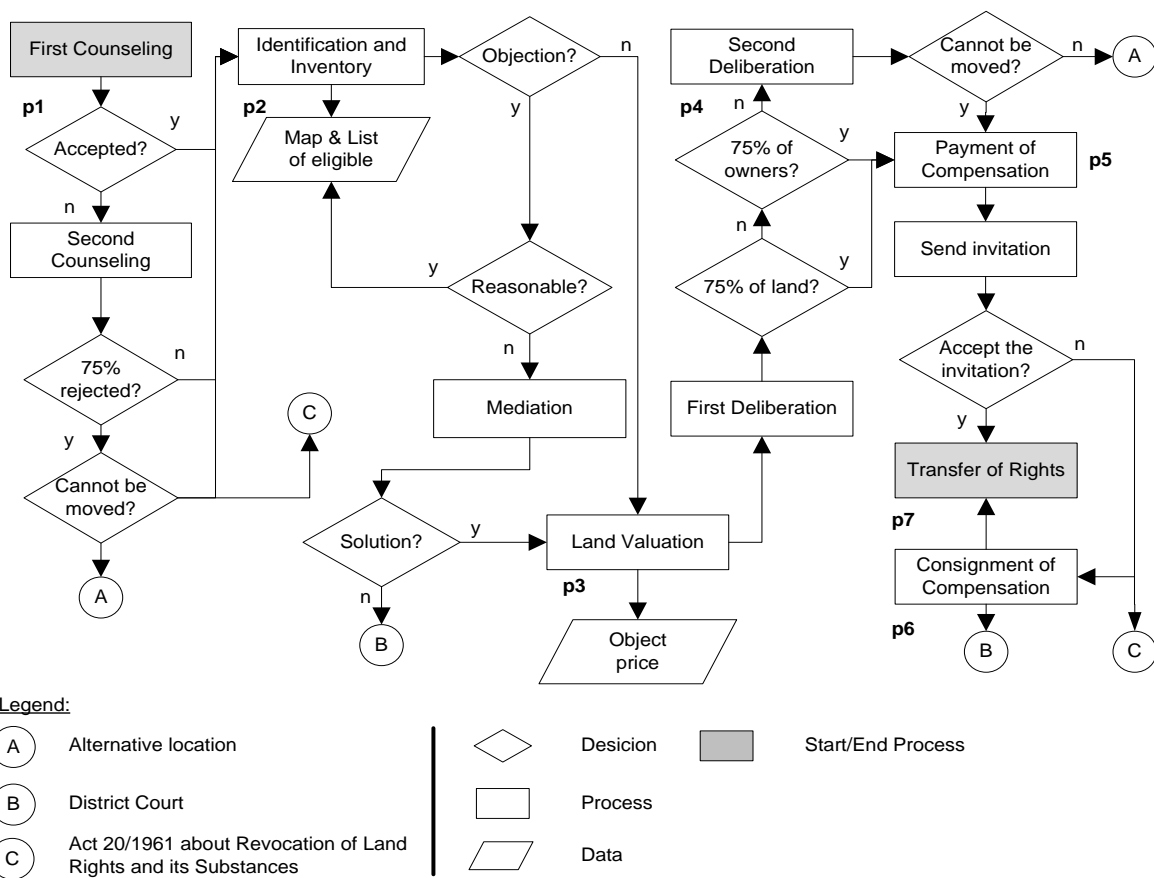 First Counseling
p1
Accepted?
y
n
Second
Counseling
75%
rejected?
n
y
Cannot be
moved?
A
C
Identification and
Inventory
p2
Map & List
of eligible
Objection?
n
y
y
Reasonable?
n
Mediation
Solution?
y
n
B
Land Valuation
p3
Object
price
First Deliberation
75% of land?
y
n
75% of
owners?
y
n
p4
Second
Deliberation
Cannot be
moved?
n
A
y
Payment of
Compensation
p5
Send invitation
Accept the
invitation?
n
y
Transfer of Rights
p7
Consignment of
Compensation
p6
B
C
Legend:
A
Alternative location
B
District Court
C
Act 20/1961 about Revocation of Land
Rights and its Substances
Desicion
Process
Data
Start/End Process